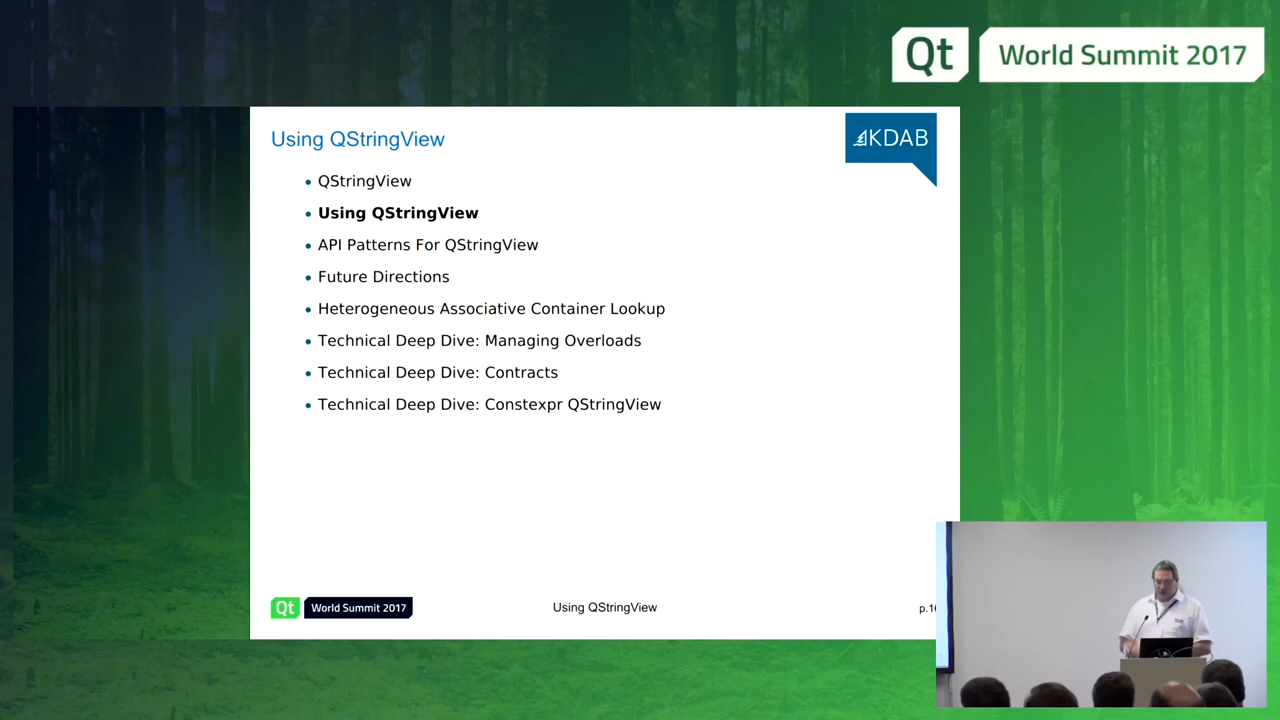 Qt World Summit 2017
Using QStringView
KDAB
QStringView
Using QStringView
API Patterns For QStringView
Future Directions
Heterogeneous Associative Container Lookup
Technical Deep Dive: Managing Overloads
Technical Deep Dive: Contracts
Technical Deep Dive: Constexpr QStringView
Qt World Summit 2017
Using QStringView